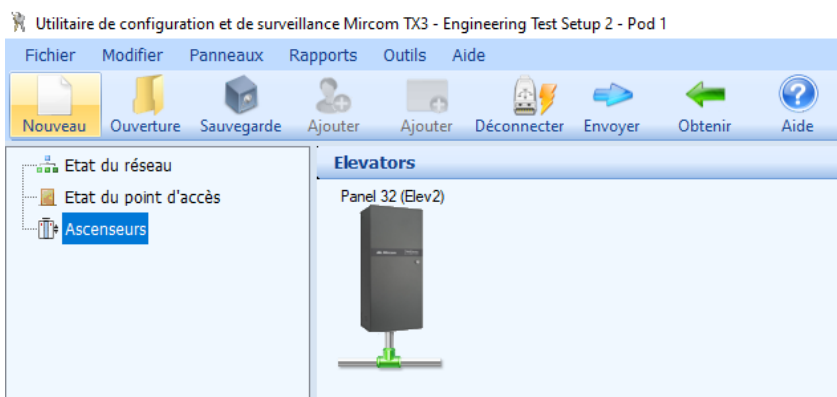 Utilitaire de configuration et de surveillance Mircom TX3 - Engineering Test Setup 2 - Pod 1
Fichier Modifier Panneaux Rapports Outils Aide
Nouveau Ouverture Sauvegarde Ajouter Ajouter Déconnecter Envoyer Obtenir Aide
Etat du réseau
Etat du point d'accès
Ascenseurs
Elevators
Panel 32 (Elev2)